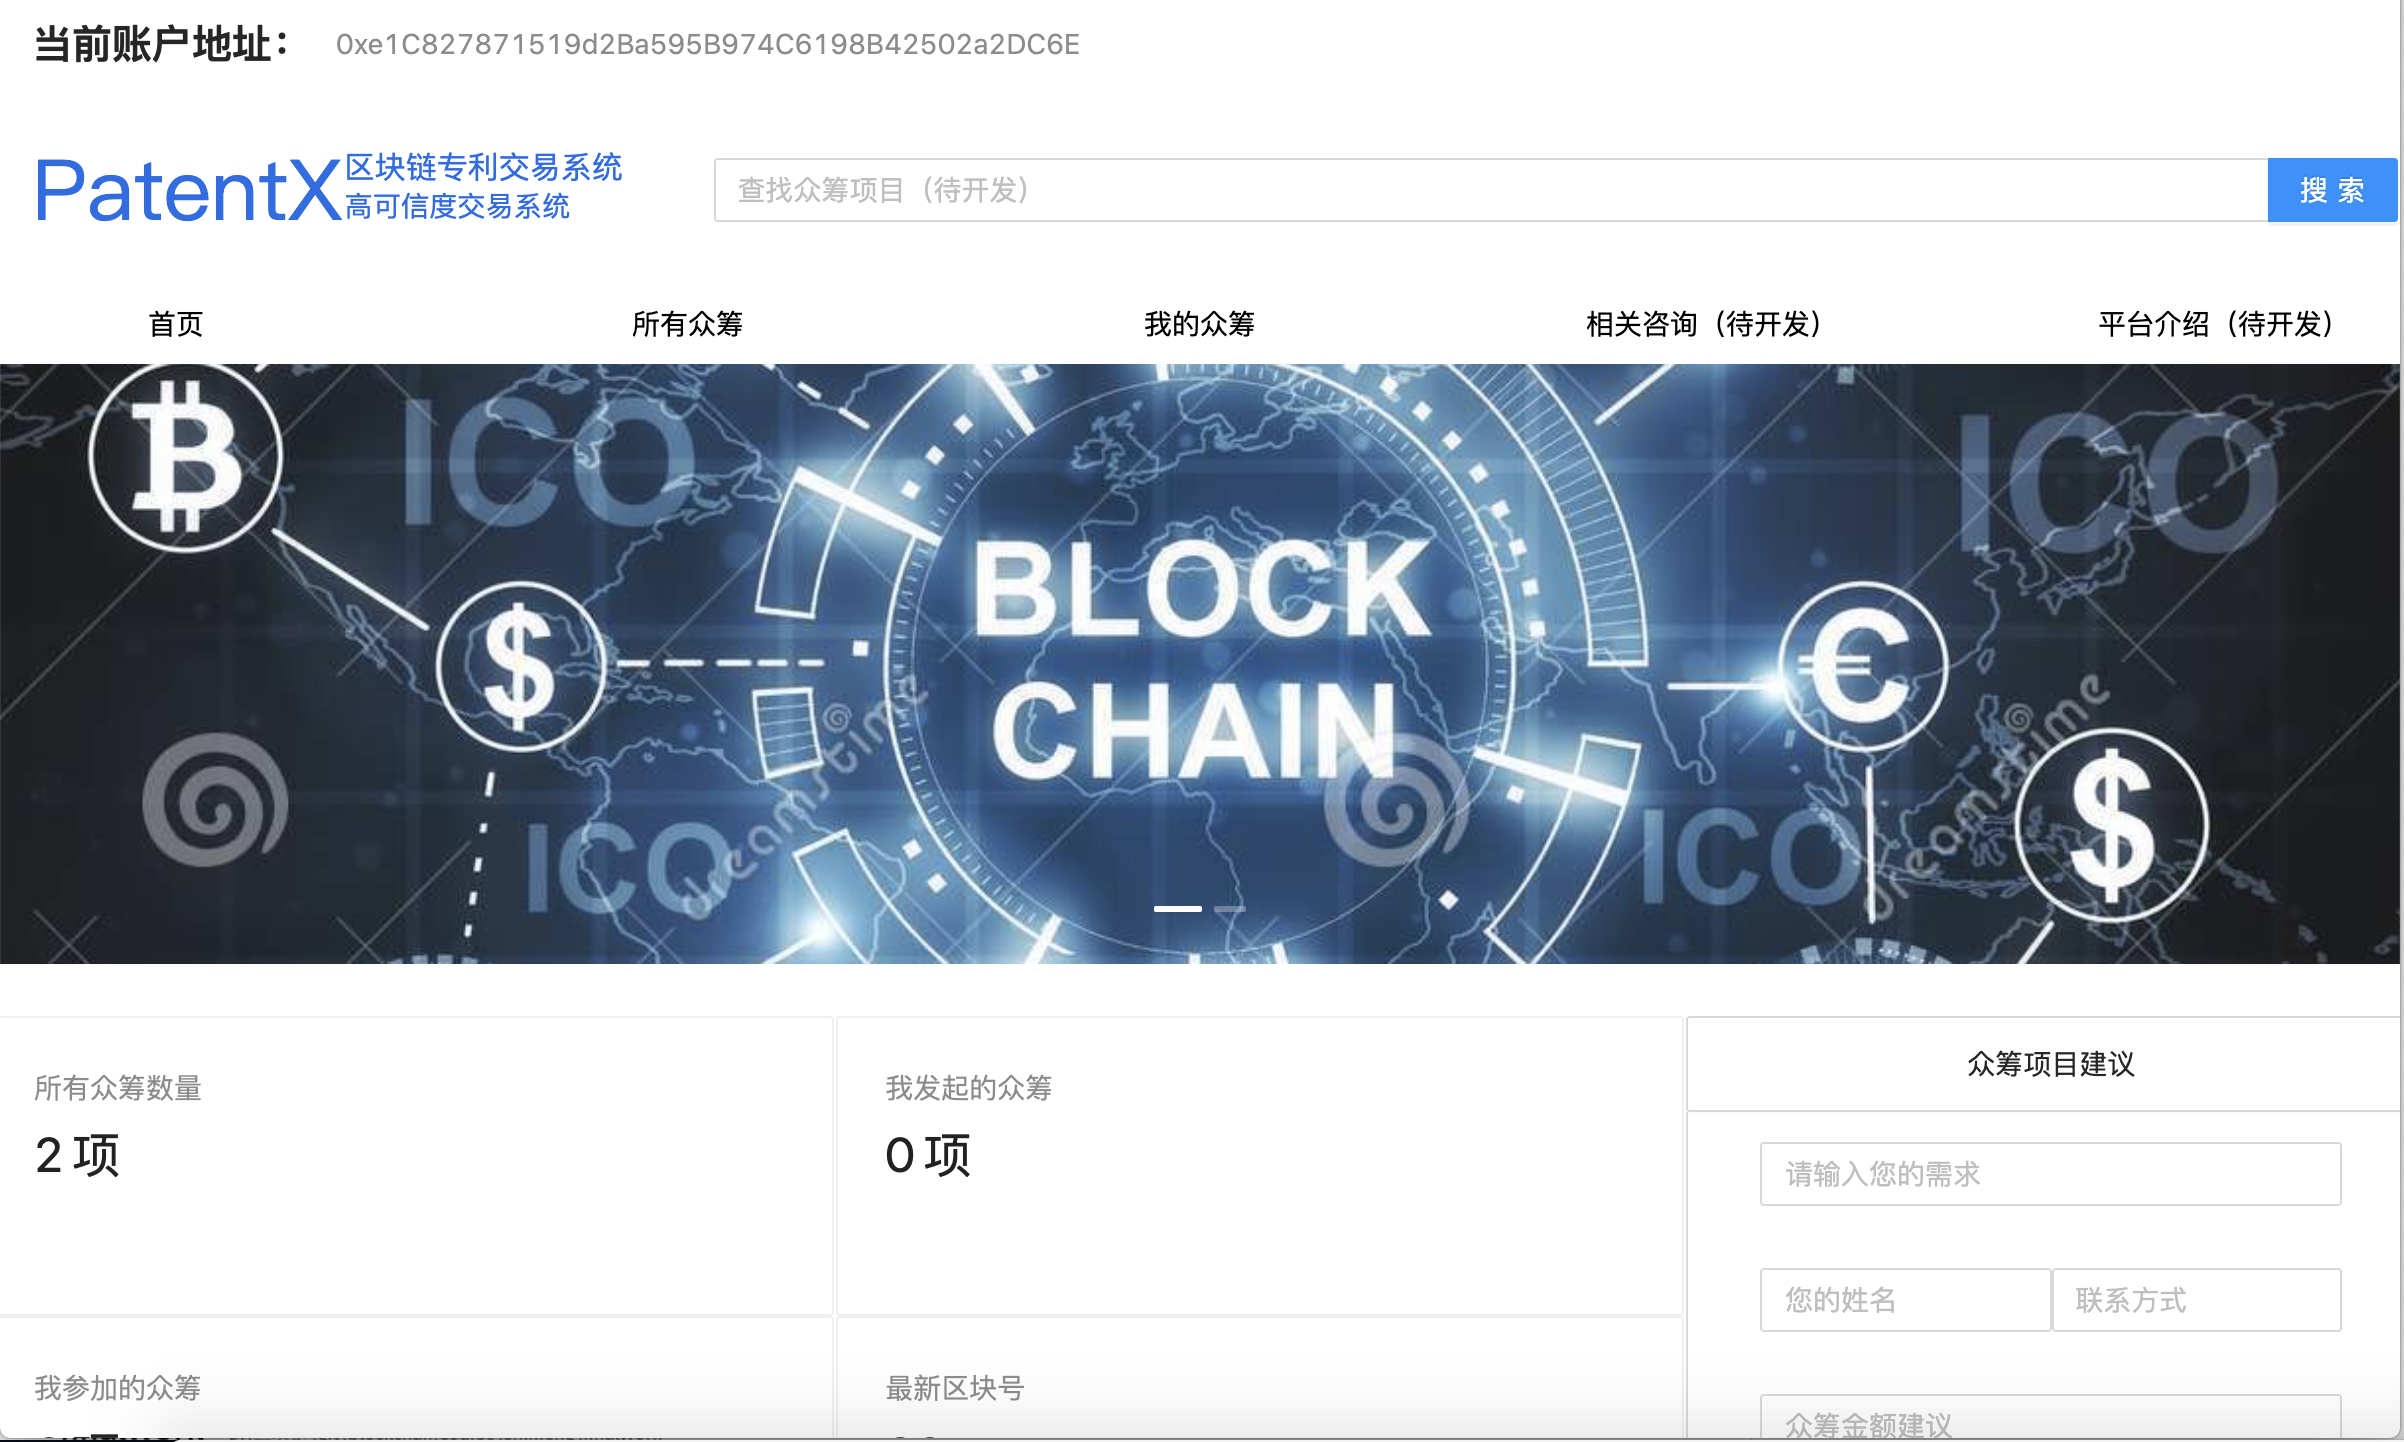 当前账户地址： 0xe1C827871519d2Ba595B974C6198B42502a2DC6E
PatentX
区块链专利交易系统
高可信度交易系统
查找众筹项目（待开发）
搜 索
首页
所有众筹
我的众筹
相关咨询（待开发）
平台介绍（待开发）
B
ICO
ICO
BLOCK
CHAIN
$
€
$
ICO
ICO
dreamstime
dreamstime
所有众筹数量
2 项
我发起的众筹
0 项
众筹项目建议
请输入您的需求
您的姓名
联系方式
我参加的众筹
最新区块号
众筹金额建议